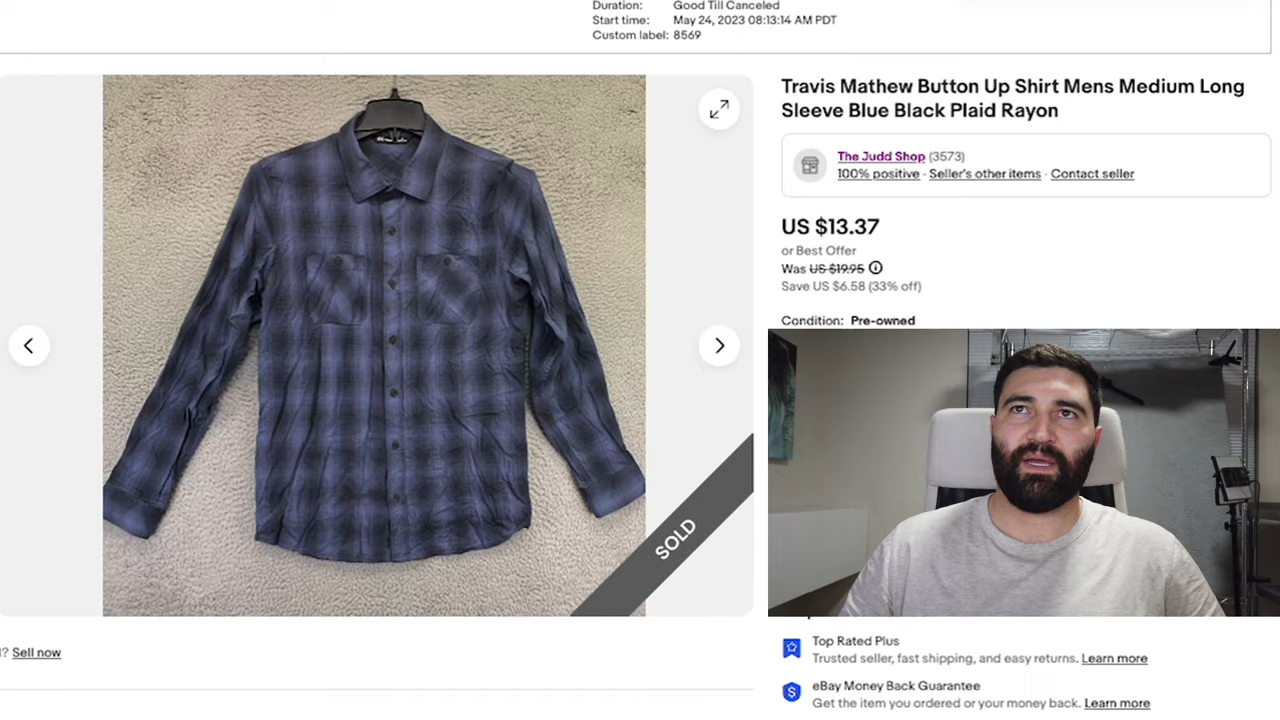 Duration: Good Till Canceled
Start time: May 24, 2023 08:13:14 AM PDT
Custom label: 8569
Travis Mathew Button Up Shirt Mens Medium Long
Sleeve Blue Black Plaid Rayon
The Judd Shop (3573)
100% positive · Seller's other items · Contact seller
US $13.37
or Best Offer
Was US $19.95
Save US $6.58 (33% off)
Condition: Pre-owned
SOLD
? Sell now
Top Rated Plus
Trusted seller, fast shipping, and easy returns. Learn more
eBay Money Back Guarantee
Get the item you ordered or your money back. Learn more